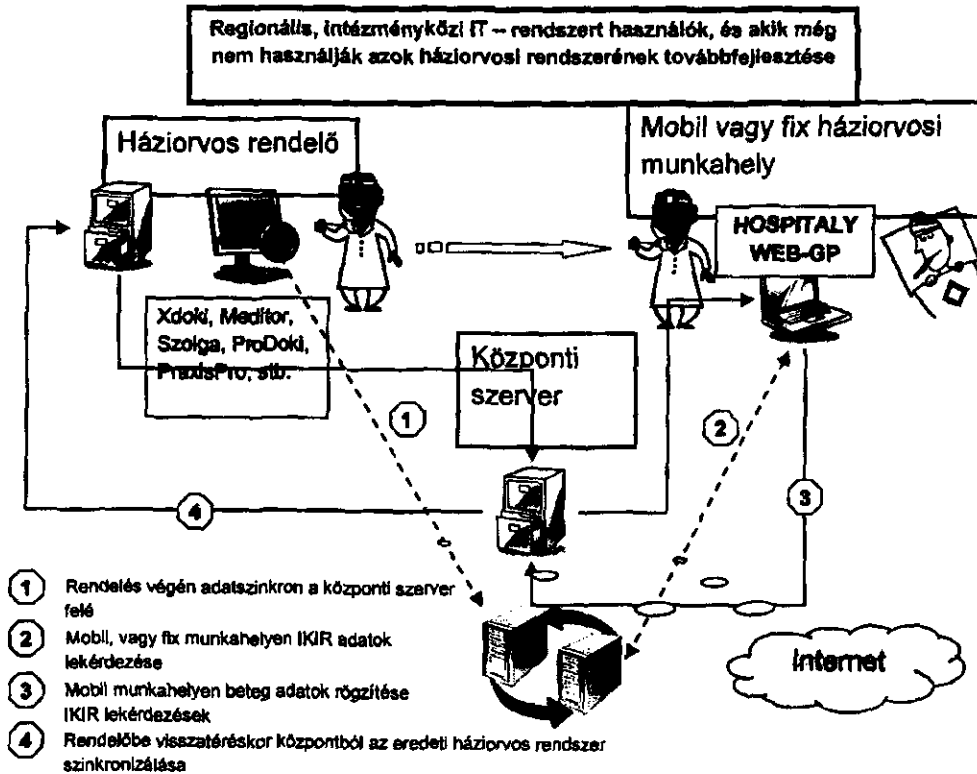 Regionális, intézményközi IT – rendszert használók, és akik még
nem használják azok háziorvosi rendszerének továbbfejlesztése
Háziorvos rendelő
Mobil vagy fix háziorvosi
munkahely
HOSPITALY
WEB-GP
Xdoki, Meditor,
Szolga, ProDoki,
PraxisPro, stb.
Központi
szerver
1
2
3
4
1 Rendelés végén adatszinkron a központi szerver
felé
2 Mobil, vagy fix munkahelyen IKIR adatok
lekérdezése
3 Mobil munkahelyen beteg adatok rögzítése
IKIR lekérdezések
4 Rendelőbe visszatéréskor központból az eredeti háziorvos rendszer
szinkronizálása
Internet